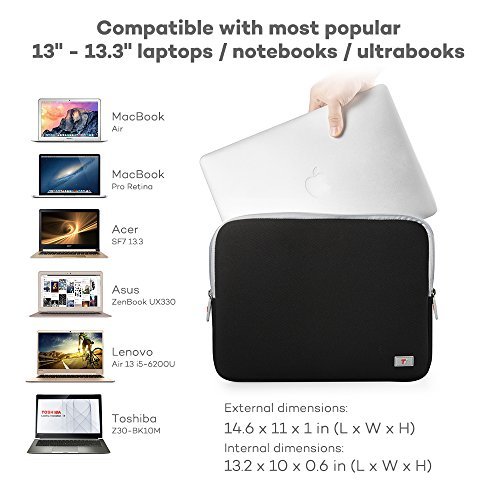 Compatible with most popular
13" - 13.3" laptops / notebooks / ultrabooks
MacBook
Air
MacBook
Pro Retina
Acer
SF7 13.3
Asus
ZenBook UX330
Lenovo
Air 13 i5-6200U
TOSHIBA
Toshiba
Z30-BK10M
External dimensions:
14.6 x 11 x 1 in (L x W x H)
Internal dimensions:
13.2 x 10 x 0.6 in (L x W x H)